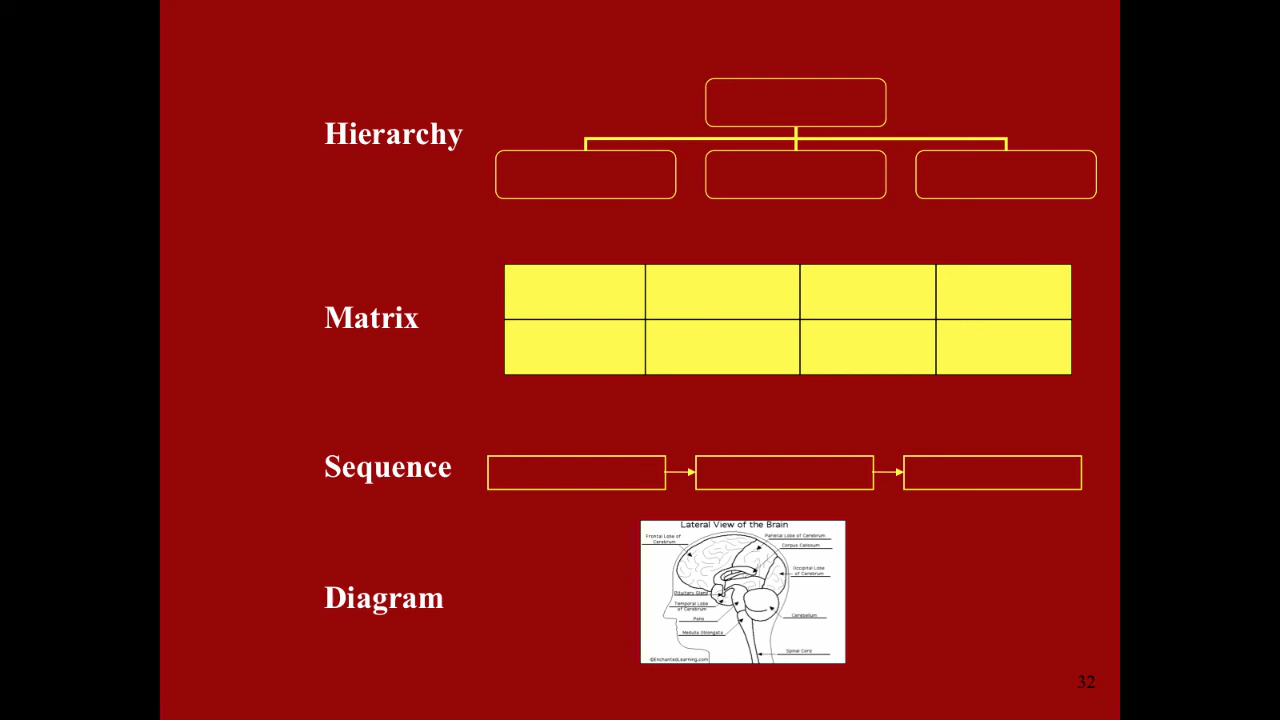 Hierarchy
Matrix
Sequence
Diagram
Lateral View of the Brain
Frontal Lobe of
Cerebrum
Parietal Lobe of Cerebrum
Corpus Callosum
Occipital Lobe
of Cerebrum
Pituitary Gland
Temporal Lobe
of Cerebrum
Pons
Medulla Oblongata
Cerebellum
Spinal Cord
©EnchantedLearning.com
32